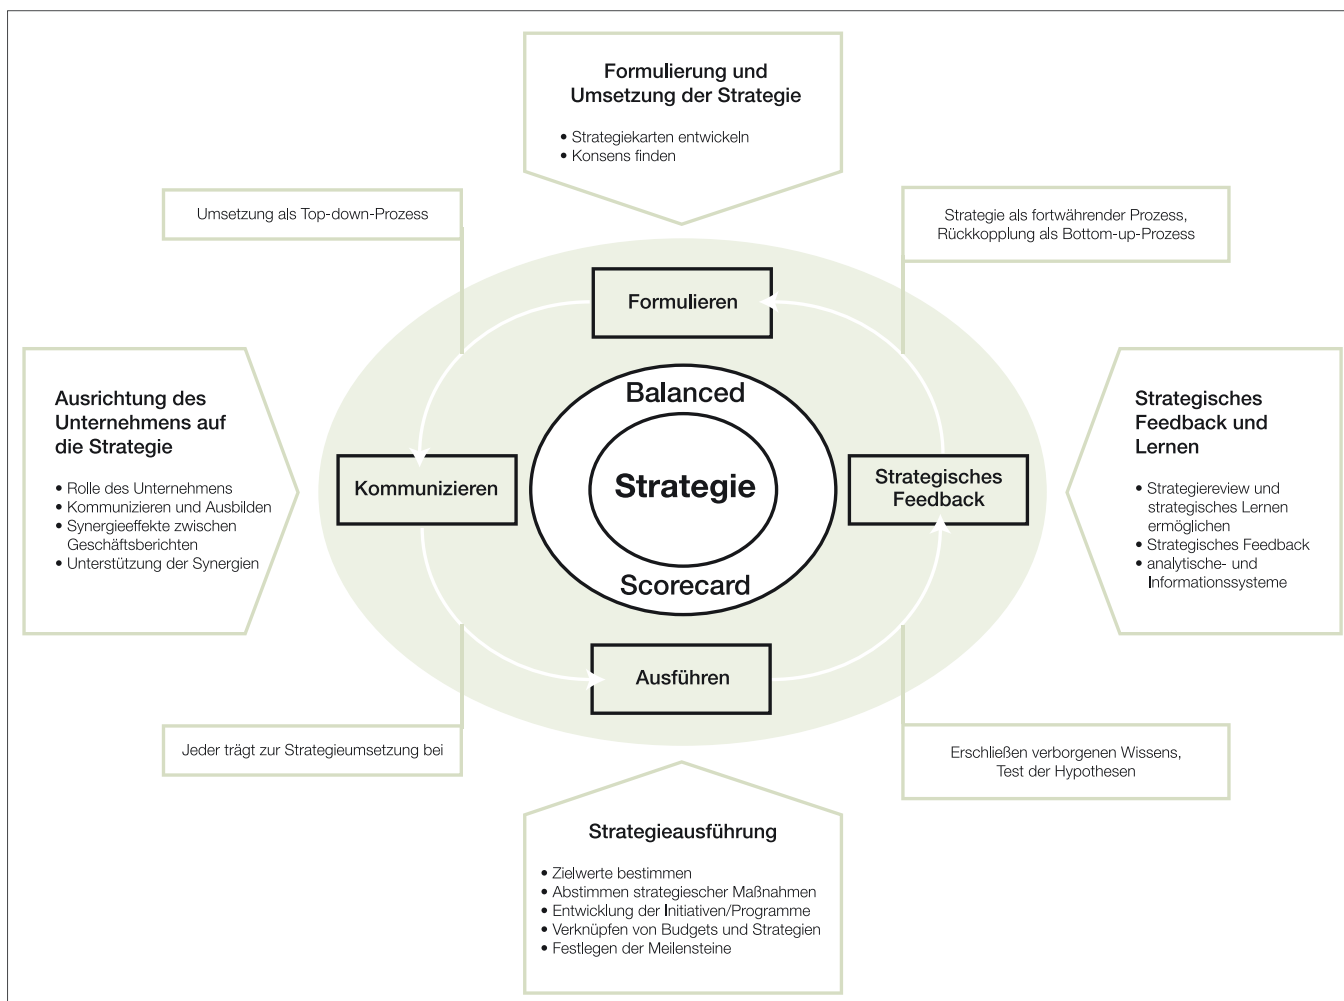 Formulierung und
Umsetzung der Strategie
• Strategiekarten entwickeln
• Konsens finden
Umsetzung als Top-down-Prozess
Strategie als fortwährender Prozess,
Rückkopplung als Bottom-up-Prozess
Formulieren
Ausrichtung des
Unternehmens auf
die Strategie
• Rolle des Unternehmens
• Kommunizieren und Ausbilden
• Synergieeffekte zwischen
Geschäftsberichten
• Unterstützung der Synergien
Kommunizieren
Balanced
Strategie
Scorecard
Strategisches
Feedback
Strategisches
Feedback und
Lernen
• Strategiereview und
strategisches Lernen
ermöglichen
• Strategisches Feedback
• analytische- und
Informationssysteme
Ausführen
Jeder trägt zur Strategieumsetzung bei
Erschließen verborgenen Wissens,
Test der Hypothesen
Strategieausführung
• Zielwerte bestimmen
• Abstimmen strategiescher Maßnahmen
• Entwicklung der Initiativen/Programme
• Verknüpfen von Budgets und Strategien
• Festlegen der Meilensteine